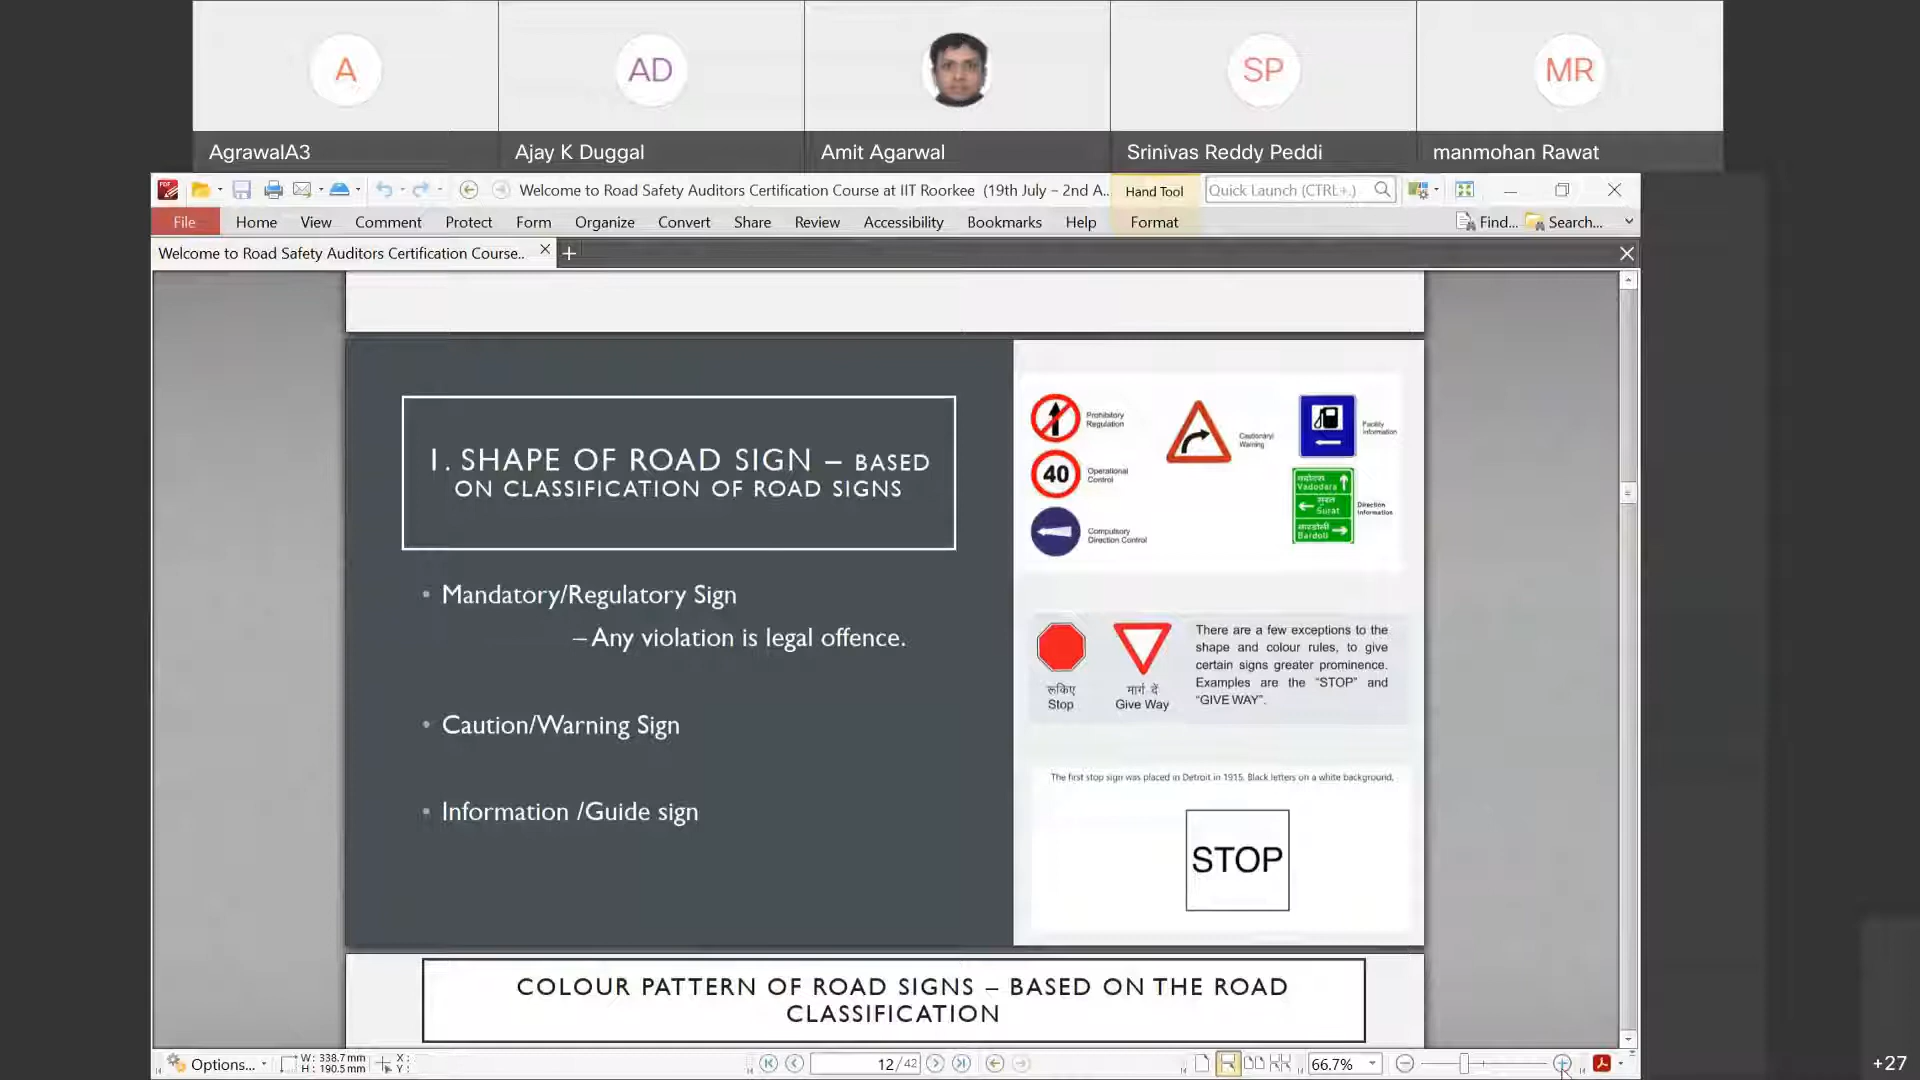 A
AD
SP
MR
AgrawalA3
Ajay K Duggal
Amit Agarwal
Srinivas Reddy Peddi
manmohan Rawat
Welcome to Road Safety Auditors Certification Course at IIT Roorkee (19th July – 2nd A...
Hand Tool
Quick Launch (CTRL+.)
File
Home
View
Comment
Protect
Form
Organize
Convert
Share
Review
Accessibility
Bookmarks
Help
Format
Find...
Search...
Welcome to Road Safety Auditors Certification Course..
1. SHAPE OF ROAD SIGN – BASED
ON CLASSIFICATION OF ROAD SIGNS
• Mandatory/Regulatory Sign
– Any violation is legal offence.
• Caution/Warning Sign
• Information /Guide sign
Prohibitory
Regulation
40
Operational
Control
Compulsory
Direction Control
Cautionary/
Warning
Facility
Information
Vadodara
सुरत
Surat
बारडोली
Bardoli
Direction
Information
रूकिए
Stop
मार्ग दें
Give Way
There are a few exceptions to the
shape and colour rules, to give
certain signs greater prominence.
Examples are the “STOP” and
“GIVE WAY”.
The first stop sign was placed in Detroit in 1915. Black letters on a white background.
STOP
COLOUR PATTERN OF ROAD SIGNS – BASED ON THE ROAD
CLASSIFICATION
Options...
W: 338.7 mm
H: 190.5 mm
X:
Y:
12 / 42
66.7%
+27